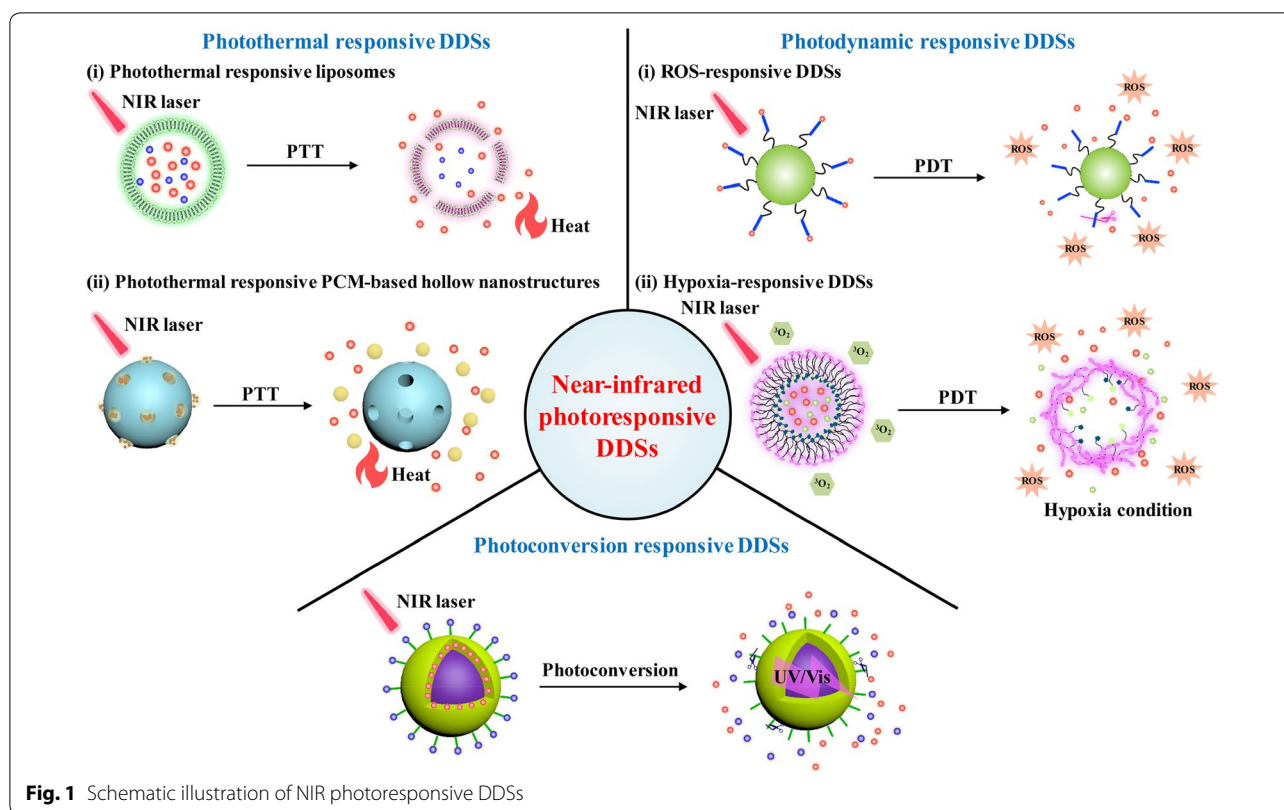 Photothermal responsive DDSs
(i) Photothermal responsive liposomes
NIR laser
PTT
Heat
(ii) Photothermal responsive PCM-based hollow nanostructures
NIR laser
PTT
Heat
Photodynamic responsive DDSs
(i) ROS-responsive DDSs
NIR laser
PDT
ROS
ROS
ROS
ROS
ROS
(ii) Hypoxia-responsive DDSs
NIR laser
³O₂
³O₂
³O₂
PDT
ROS
ROS
ROS
ROS
ROS
Hypoxia condition
Near-infrared
photoresponsive
DDSs
Photoconversion responsive DDSs
NIR laser
Photoconversion
UV/Vis
Fig. 1 Schematic illustration of NIR photoresponsive DDSs